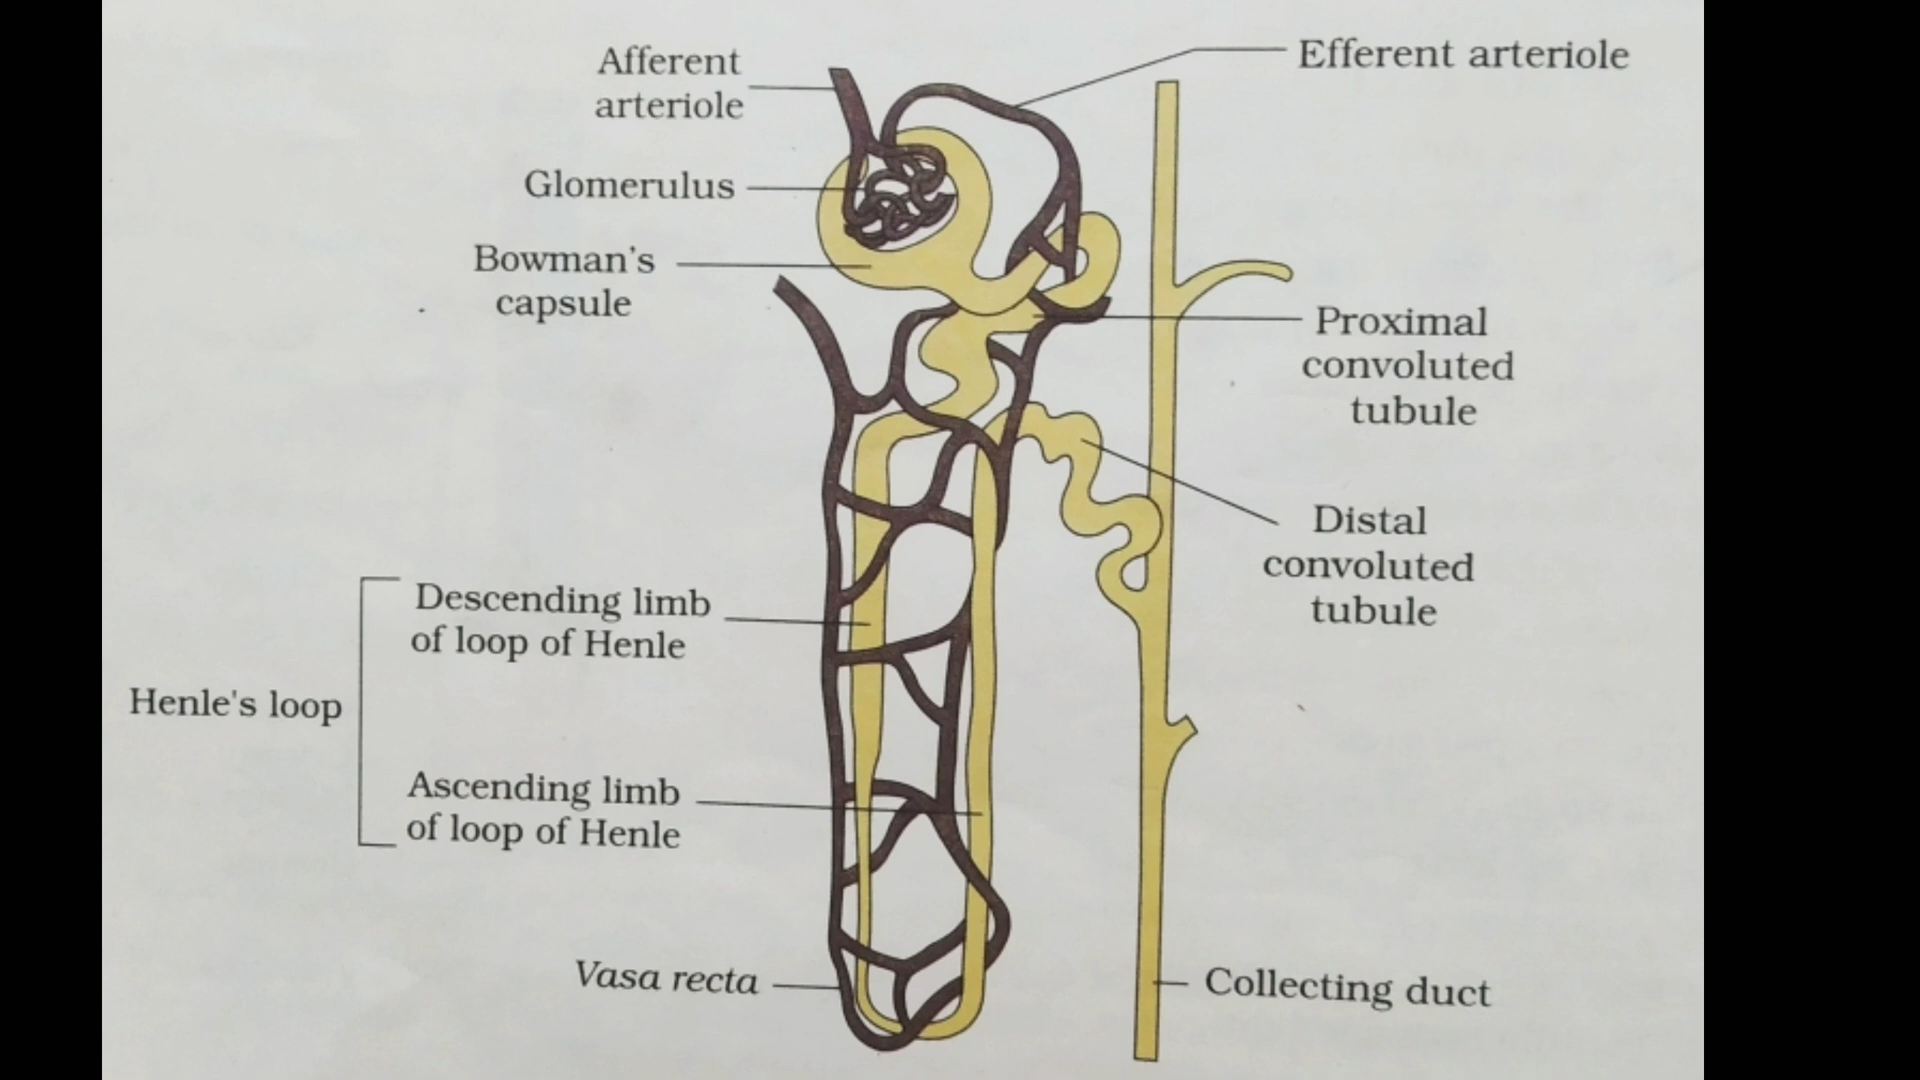 Afferent
arteriole
Efferent arteriole
Glomerulus
Bowman's
capsule
Proximal
convoluted
tubule
Distal
convoluted
tubule
Descending limb
of loop of Henle
Henle's loop
Ascending limb
of loop of Henle
Vasa recta
Collecting duct